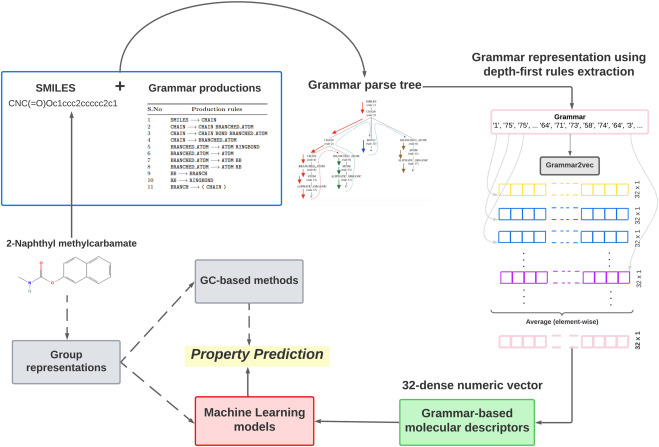 SMILES
+
CNC(=O)Oc1ccc2ccccc2c1
Grammar productions
S.No Production rules
1 SMILES ⟶ CHAIN
2 CHAIN ⟶ CHAIN BRANCHED_ATOM
3 CHAIN ⟶ CHAIN BOND BRANCHED_ATOM
4 CHAIN ⟶ BRANCHED_ATOM
5 BRANCHED_ATOM ⟶ ATOM RINGBOND
6 BRANCHED_ATOM ⟶ ATOM
7 BRANCHED_ATOM ⟶ ATOM BB
8 BRANCHED_ATOM ⟶ ATOM RB
9 BB ⟶ BRANCH
10 RB ⟶ RINGBOND
11 BRANCH ⟶ ( CHAIN )
Grammar parse tree
SMILES
CHAIN
Grammar representation using
depth-first rules extraction
Grammar
'1', '75', '75', ... '64', '71', '73', '58', '74', '64', '3', ...
Grammar2vec
32 x 1
32 x 1
32 x 1
32 x 1
Average (element-wise)
32 x 1
2-Naphthyl methylcarbamate
O
N
H
O
GC-based methods
Group
representations
Property Prediction
Machine Learning
models
32-dense numeric vector
Grammar-based
molecular descriptors